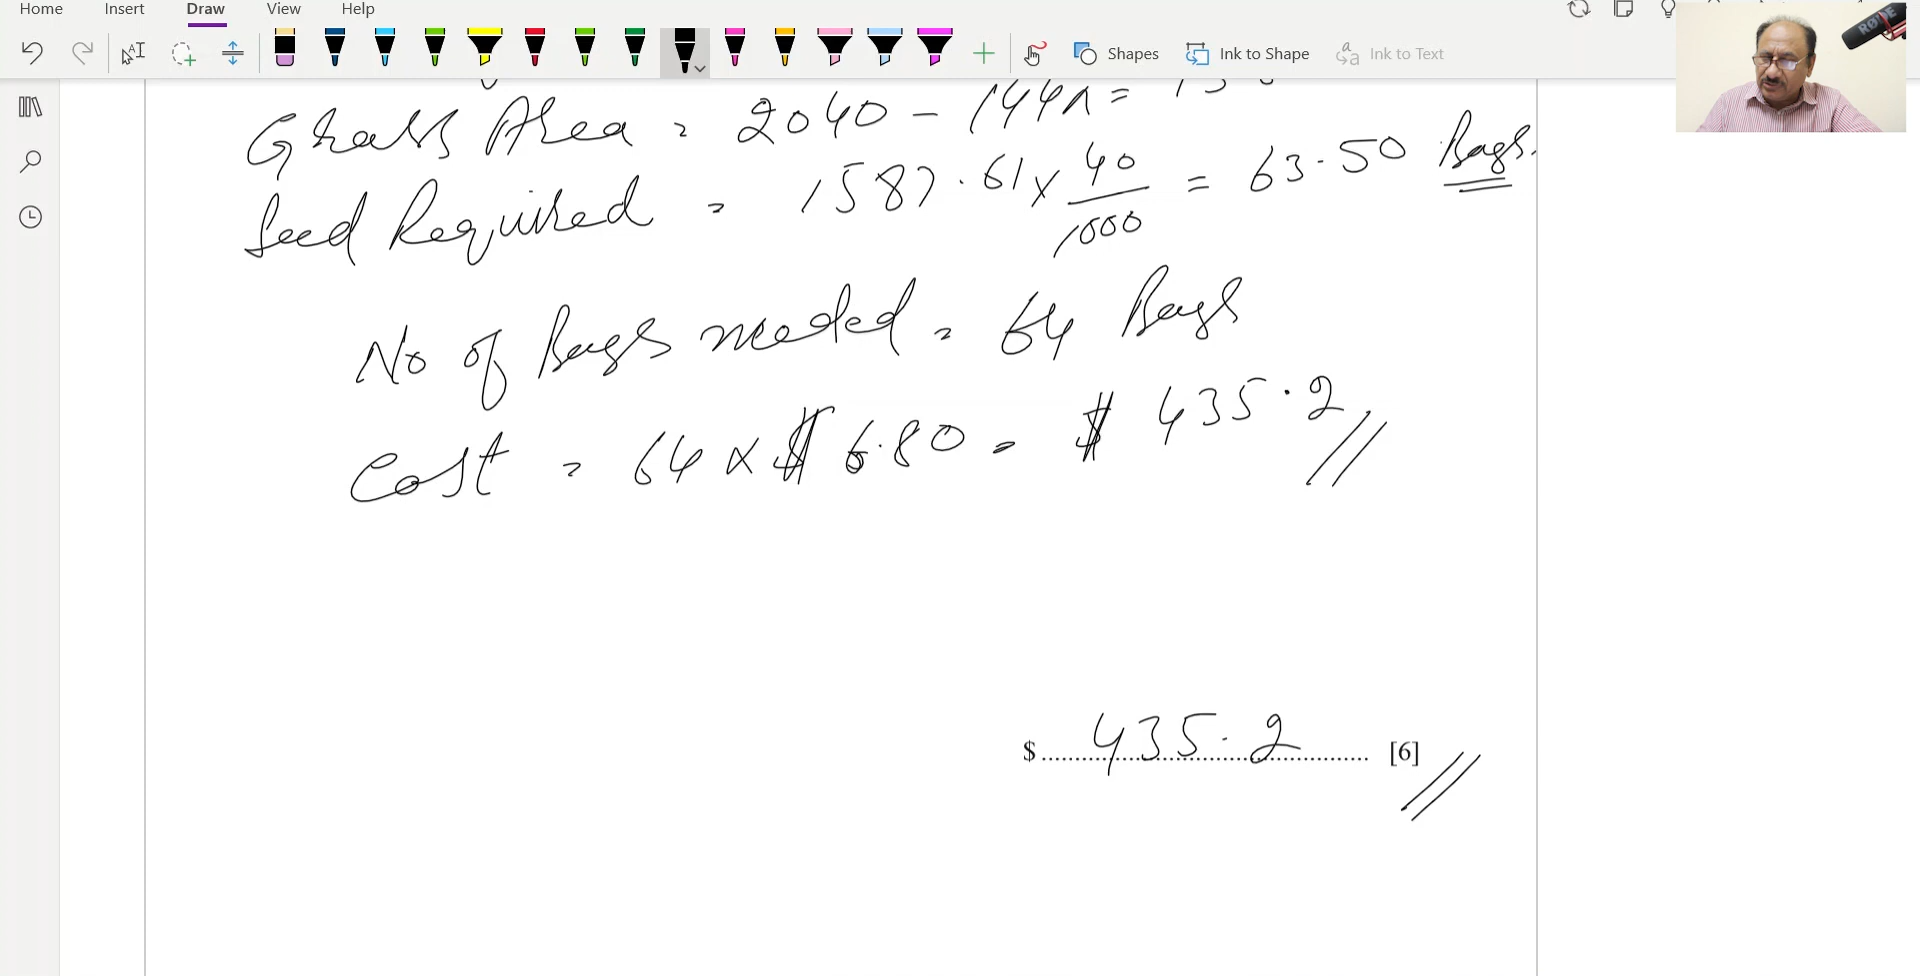 Home Insert Draw View Help
Shapes Ink to Shape Ink to Text
RØDE
Grass Area = 2040 - 144π =
Seed Required = 1587.61 x 40/1000 = 63.50 Bags.
No of Bags needed = 64 Bags
Cost = 64 x $ 6.80 = $ 435.2
$ 435.2 [6]